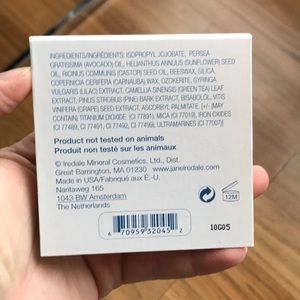 INGREDIENTS/INGRÉDIENTS: ISOPROPYL JOJOBATE, PERSEA
GRATISSIMA (AVOCADO) OIL, HELIANTHUS ANNUUS (SUNFLOWER) SEED
OIL, RICINUS COMMUNIS (CASTOR) SEED OIL, BEESWAX, SILICA,
COPERNICIA CERIFERA (CARNAUBA) WAX, OZOKERITE, SYRINGA
VULGARIS (LILAC) EXTRACT, CAMELLIA SINENSIS (GREEN TEA) LEAF
EXTRACT, PINUS STROBUS (PINE) BARK EXTRACT, BISABOLOL, VITIS
VINIFERA (GRAPE) SEED EXTRACT, ASCORBYL PALMITATE. [+/- (MAY
CONTAIN) TITANIUM DIOXIDE (CI 77891), MICA (CI 77019), IRON OXIDES
(CI 77489, CI 77491, CI 77492, CI 77499), ULTRAMARINES (CI 77007)]
Product not tested on animals
Produit non testé sur les animaux
© Iredale Mineral Cosmetics, Ltd., Dist.
Great Barrington, MA 01230 www.janeiredale.com
Made in USA/Fabriqué aux É.-U.
Naritaweg 165
1043 BW Amsterdam
The Netherlands
12M
6 70959 32045 2
10G05